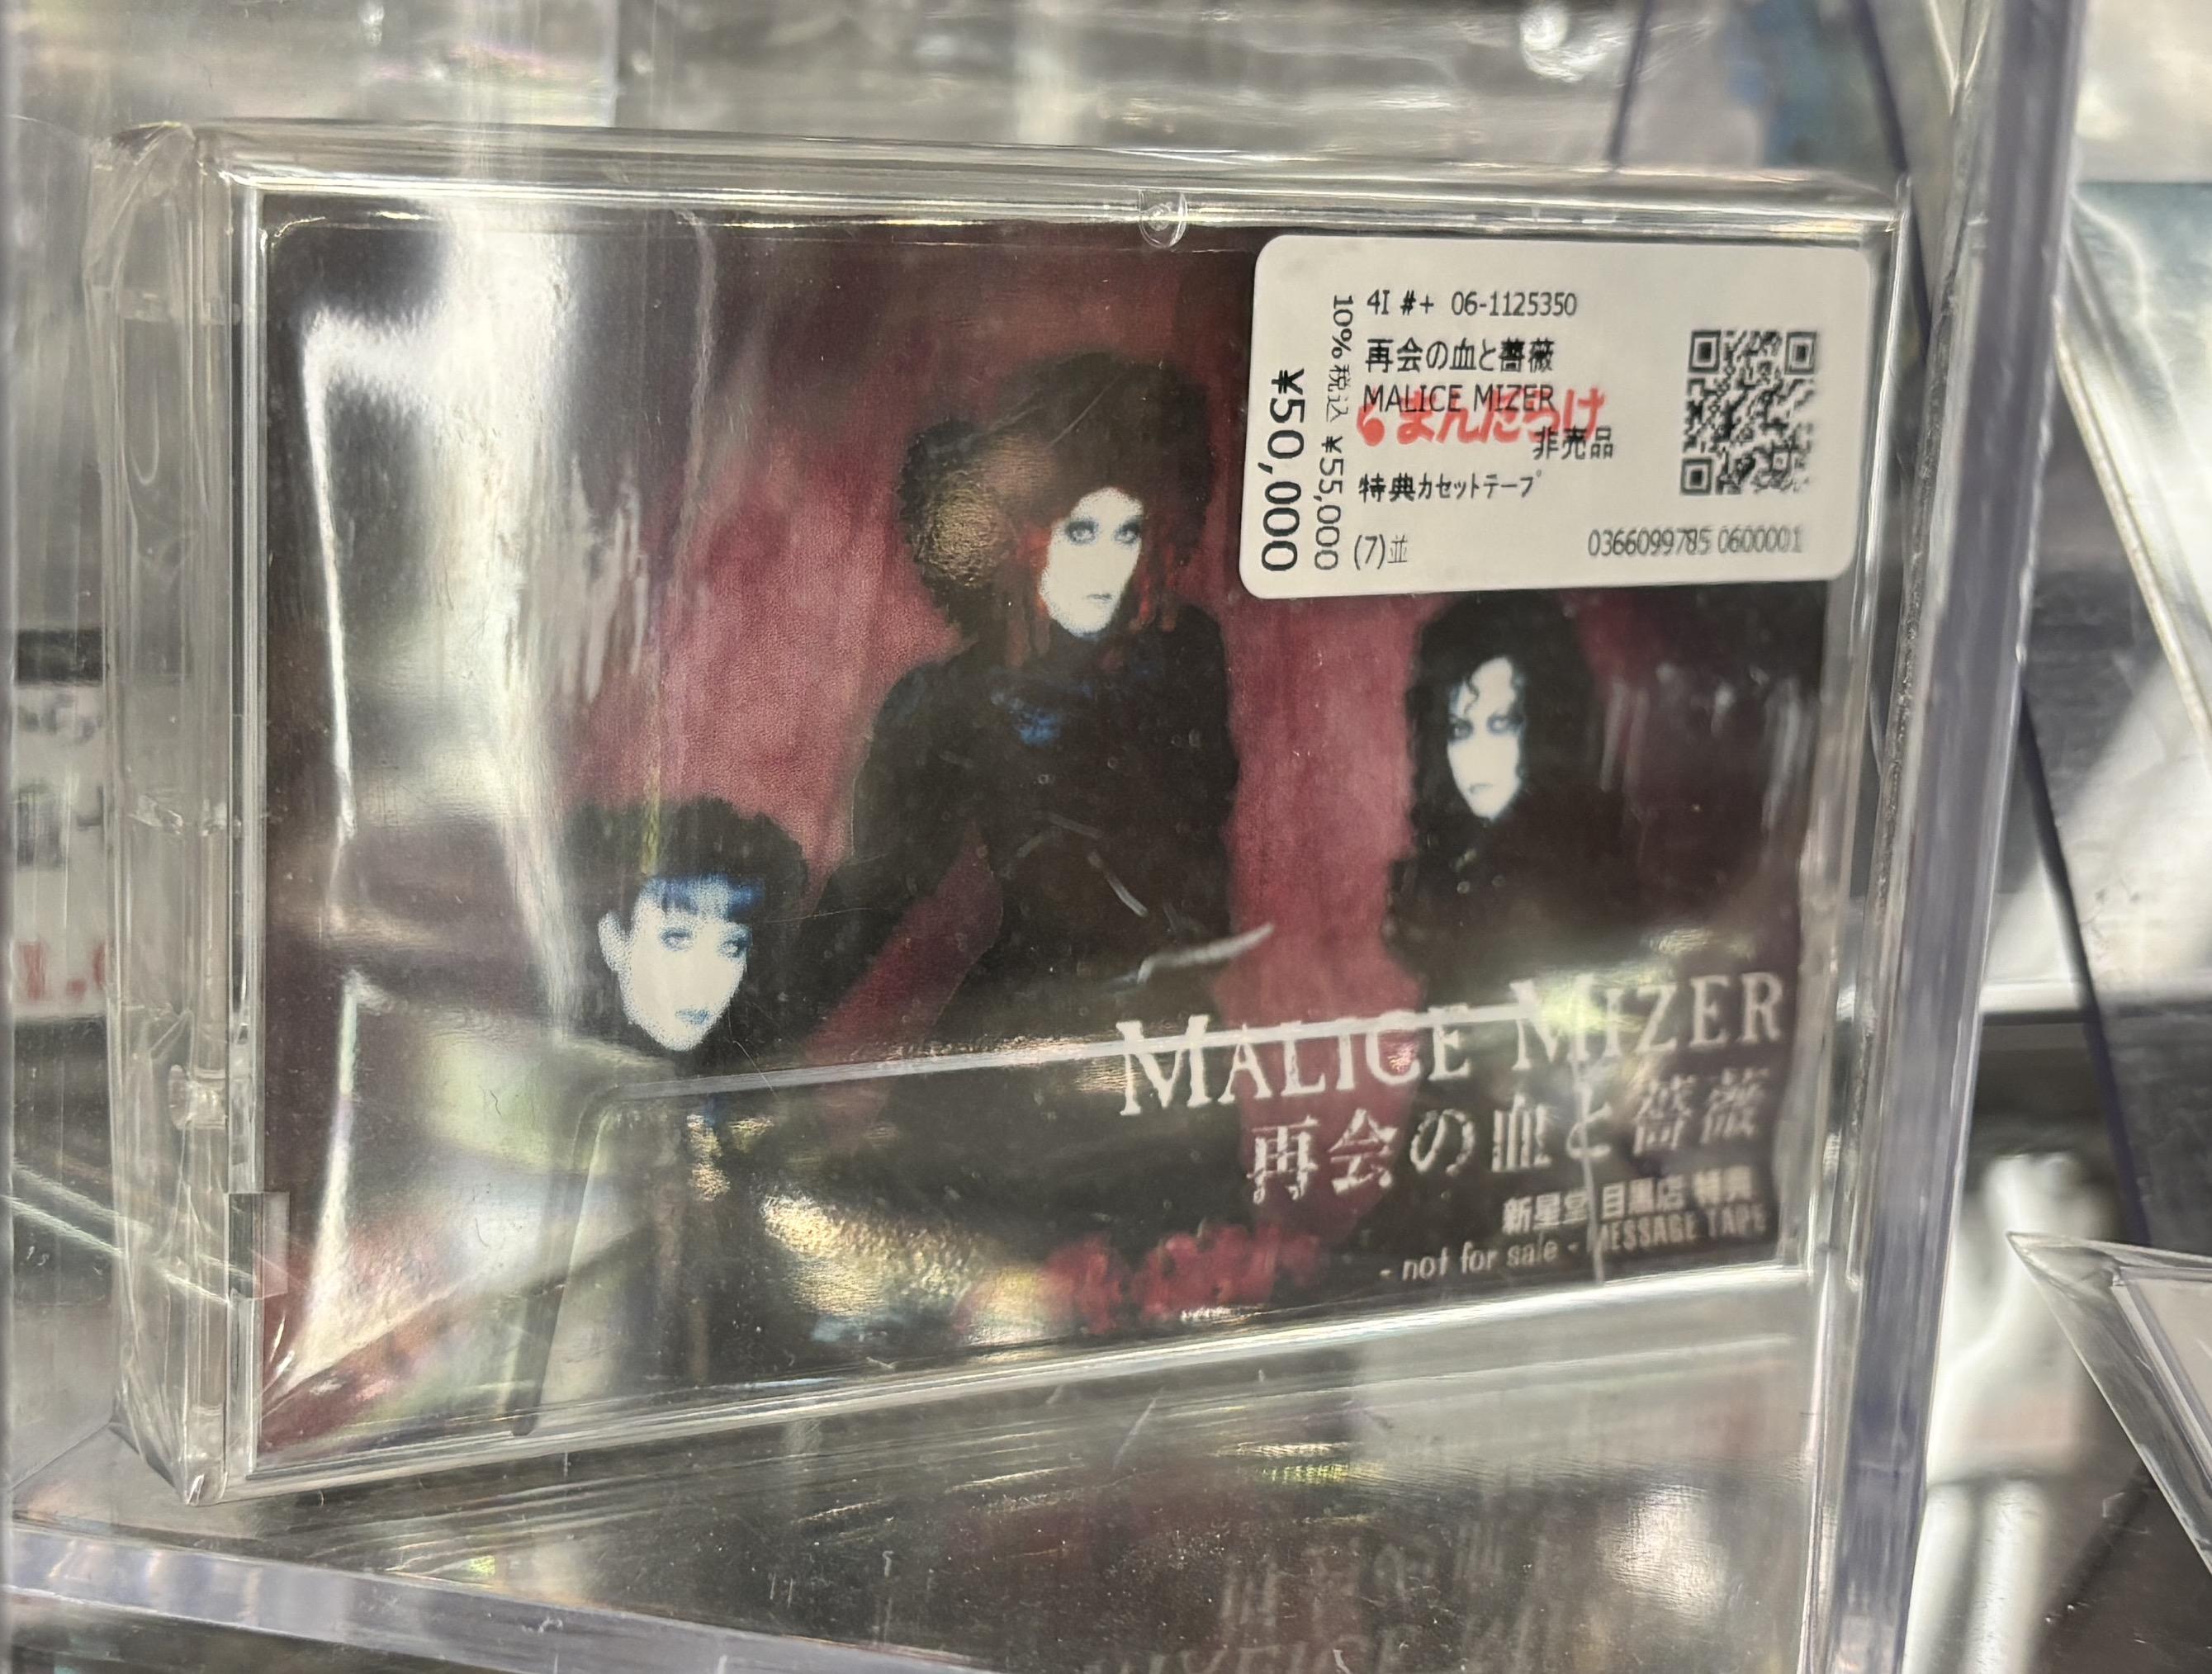 4I #+ 06-1125350
再会の血と薔薇
MALICE MIZER
まんだらけ
非売品
特典カセットテープ
(7)並
0366099785 0600001
10%税込 ¥55,000
¥50,000
MALICE MIZER
再会の血と薔薇
新星堂 目黒店 特典
- not for sale - MESSAGE TAPE